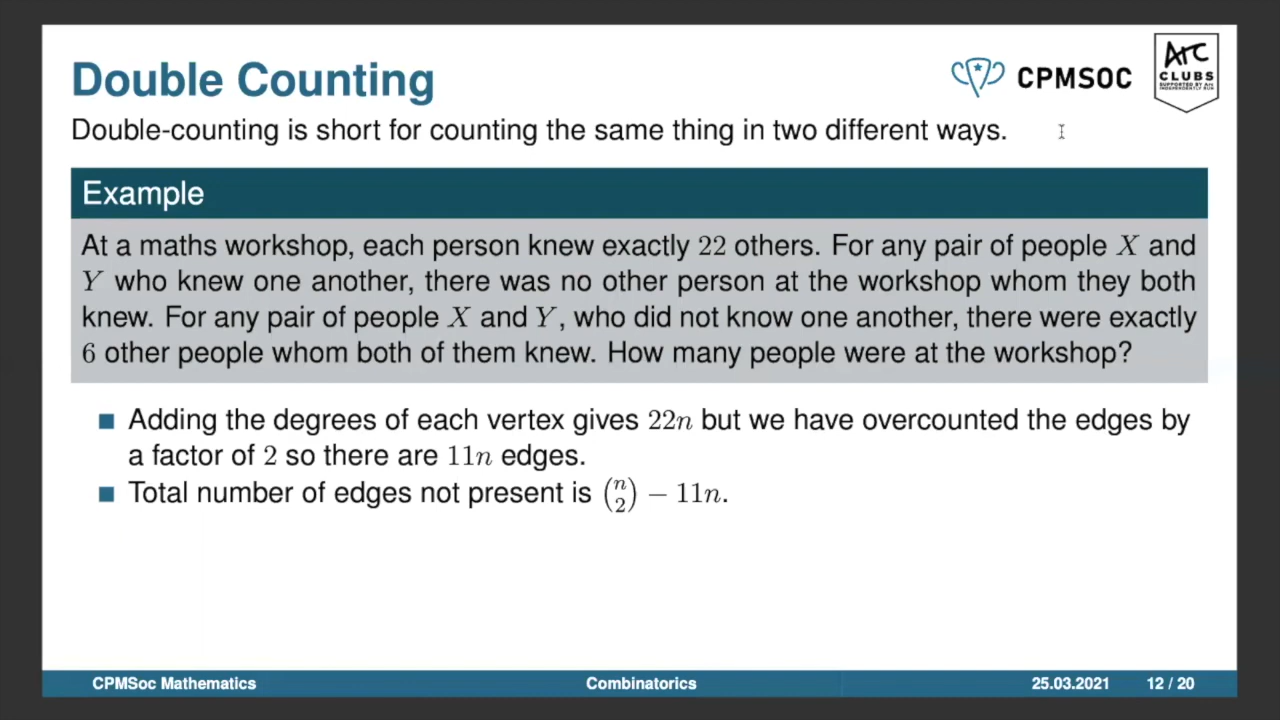 Double Counting
CPMSOC
ArC
CLUBS
SUPPORTED BY Arc
INDEPENDENTLY RUN
Double-counting is short for counting the same thing in two different ways.
Example
At a maths workshop, each person knew exactly 22 others. For any pair of people X and
Y who knew one another, there was no other person at the workshop whom they both
knew. For any pair of people X and Y, who did not know one another, there were exactly
6 other people whom both of them knew. How many people were at the workshop?
■ Adding the degrees of each vertex gives 22n but we have overcounted the edges by
a factor of 2 so there are 11n edges.
■ Total number of edges not present is (n 2) − 11n.
CPMSoc Mathematics Combinatorics 25.03.2021 12 / 20